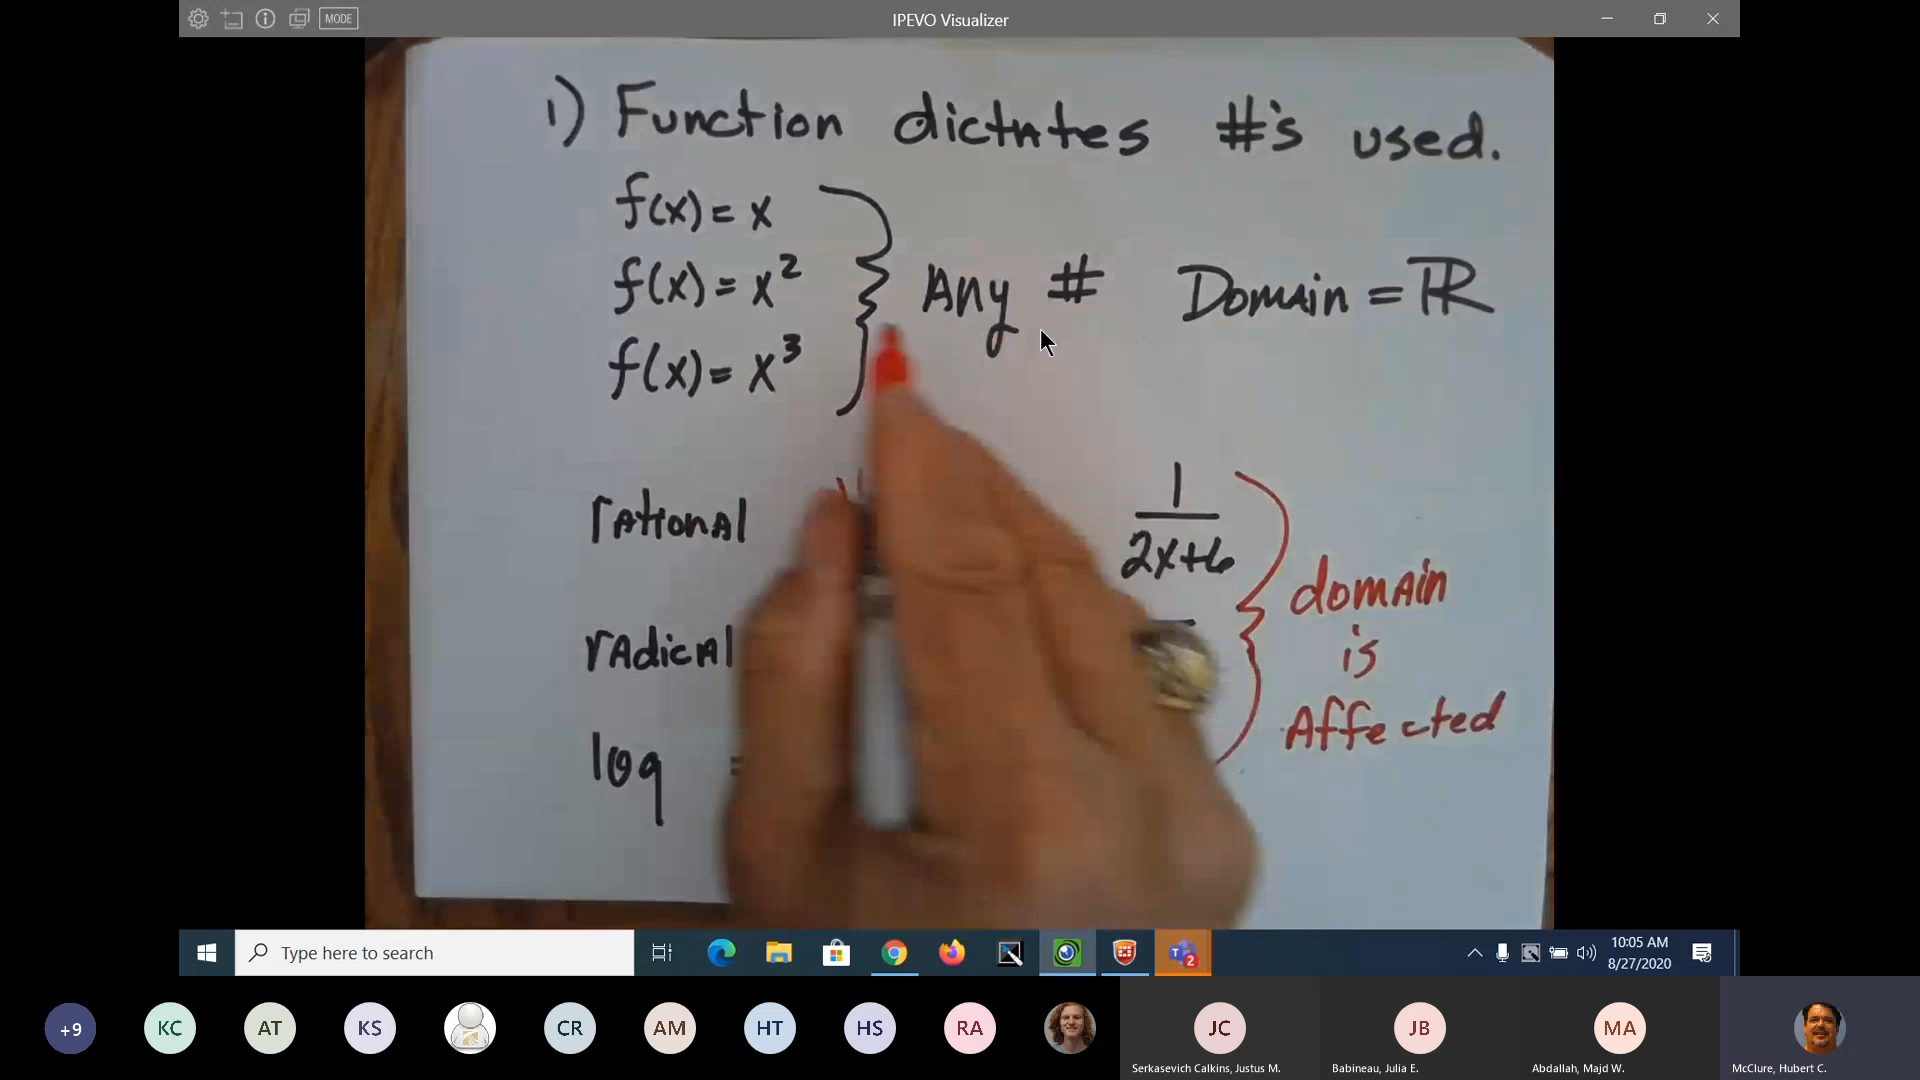 MODE
IPEVO Visualizer
1) Function dictates #'s used.
f(x) = x
f(x) = x²
f(x) = x³
Any # Domain = ℝ
rational
1
2x+6
radical
log =
domain
is
Affected
Type here to search
2
10:05 AM
8/27/2020
+9 KC AT KS CR AM HT HS RA JC JB MA
Serkasevich Calkins, Justus M. Babineau, Julia E. Abdallah, Majd W. McClure, Hubert C.